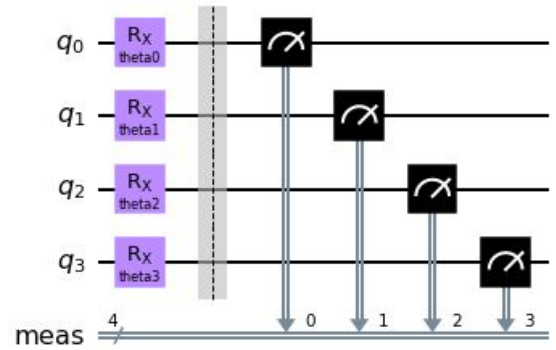 q0 RX theta0
q1 RX theta1
q2 RX theta2
q3 RX theta3
meas 4 0 1 2 3